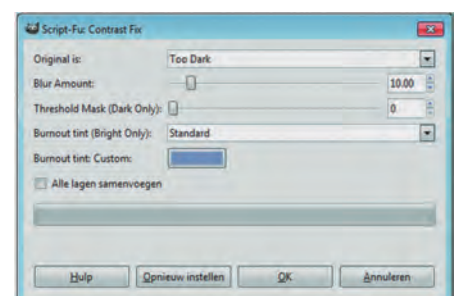 Script-Fu: Contrast Fix
Original is: Too Dark
Blur Amount: 10.00
Threshold Mask (Dark Only): 0
Burnout tint (Bright Only): Standard
Burnout tint: Custom:
Alle lagen samenvoegen
Hulp Opnieuw instellen OK Annuleren